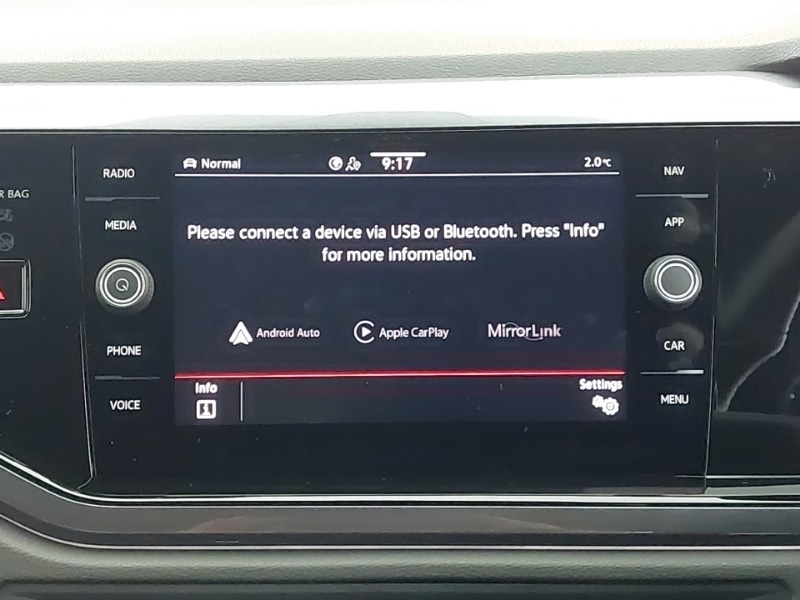 Normal
9:17
2.0°C
RADIO
NAV
R BAG
MEDIA
APP
Please connect a device via USB or Bluetooth. Press "Info"
for more information.
Android Auto
Apple CarPlay
MirrorLink
PHONE
CAR
Info
Settings
VOICE
MENU